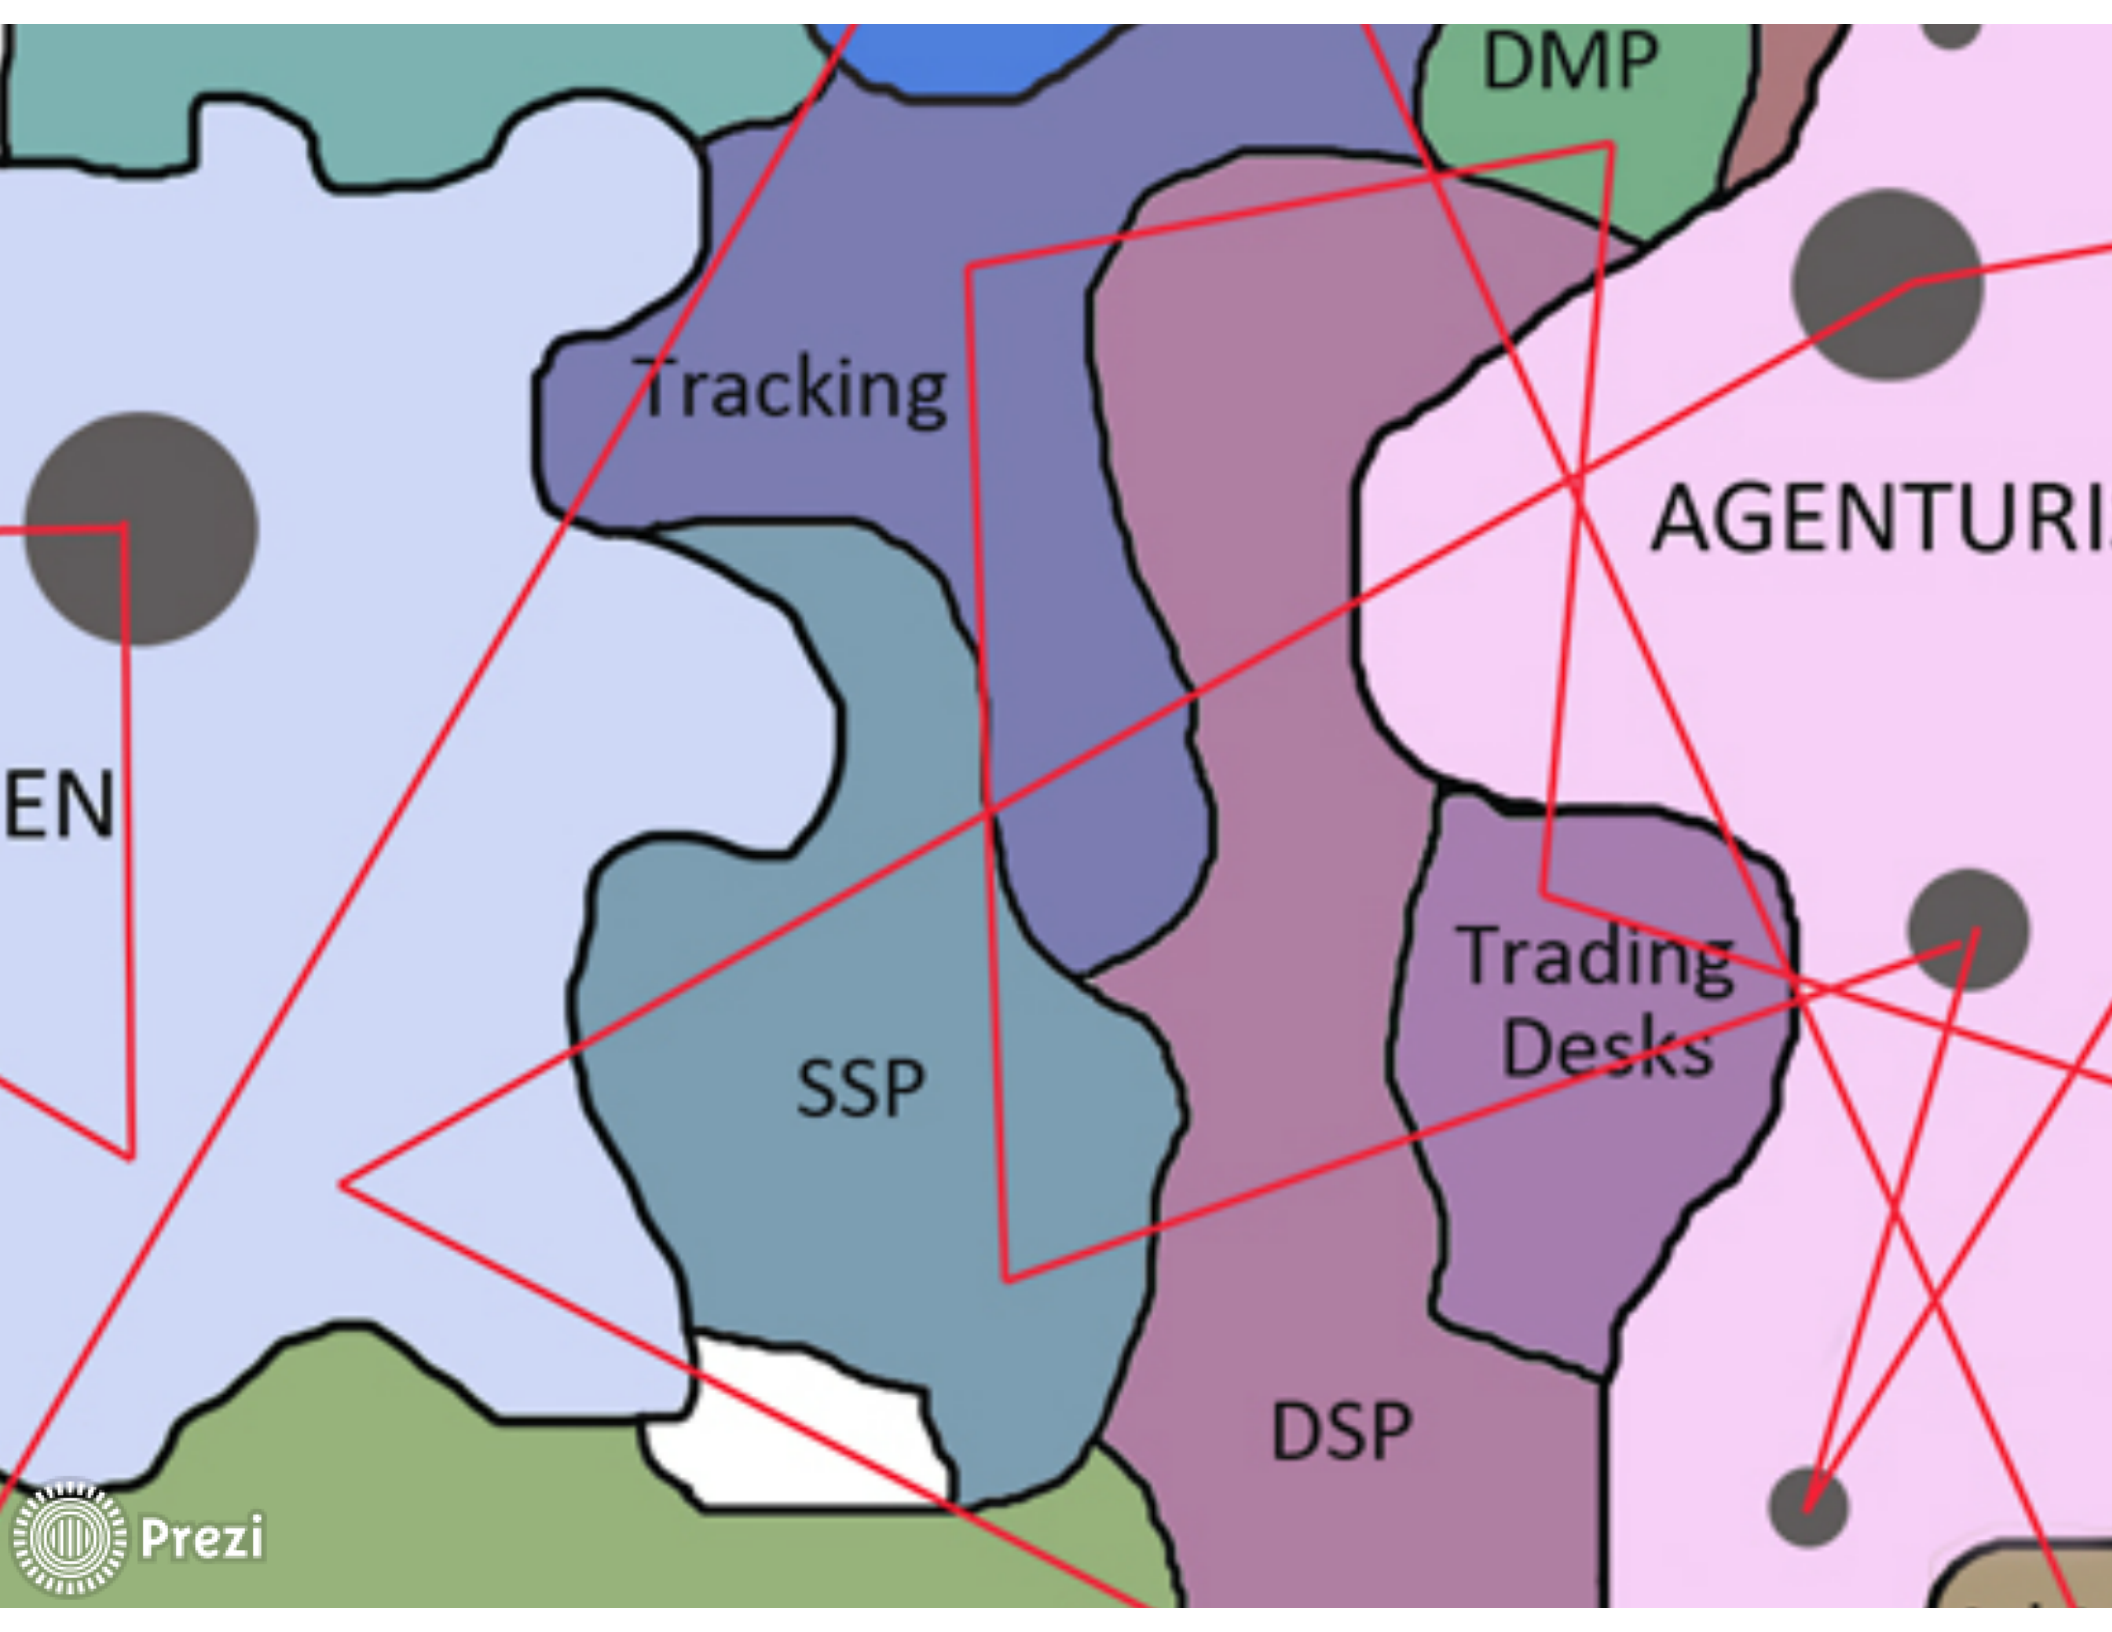 DMP
Tracking
AGENTURI
EN
Trading
Desks
SSP
DSP
Prezi